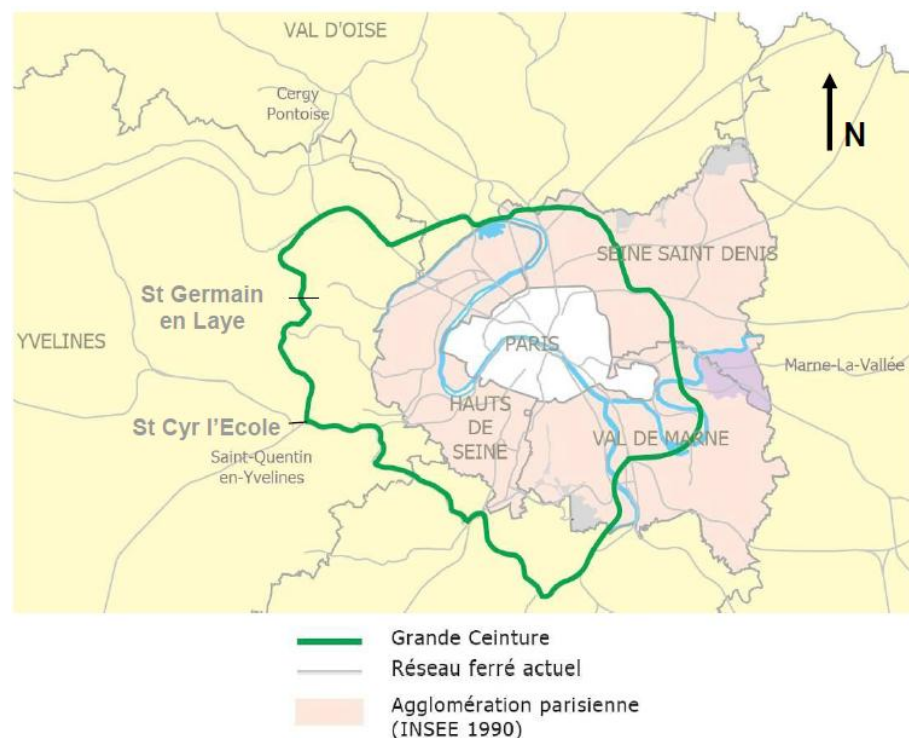 VAL D'OISE
Cergy
Pontoise
N
SEINE SAINT DENIS
St Germain
en Laye
YVELINES
PARIS
Marne-La-Vallée
HAUTS
DE
SEINE
St Cyr l'Ecole
VAL DE MARNE
Saint-Quentin
en-Yvelines
Grande Ceinture
Réseau ferré actuel
Agglomération parisienne
(INSEE 1990)